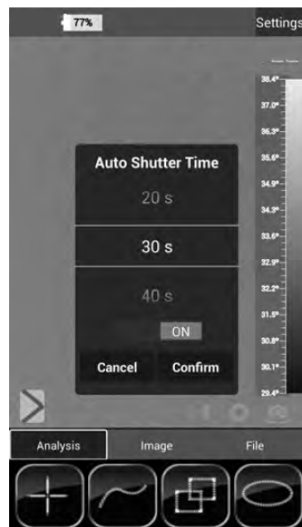 77%
Settings
38.4°
37.0°
36.3°
35.6°
34.9°
34.2°
33.6°
32.9°
32.2°
31.5°
30.8°
30.1°
29.4°
Auto Shutter Time
20 s
30 s
40 s
ON
Cancel
Confirm
Analysis
Image
File